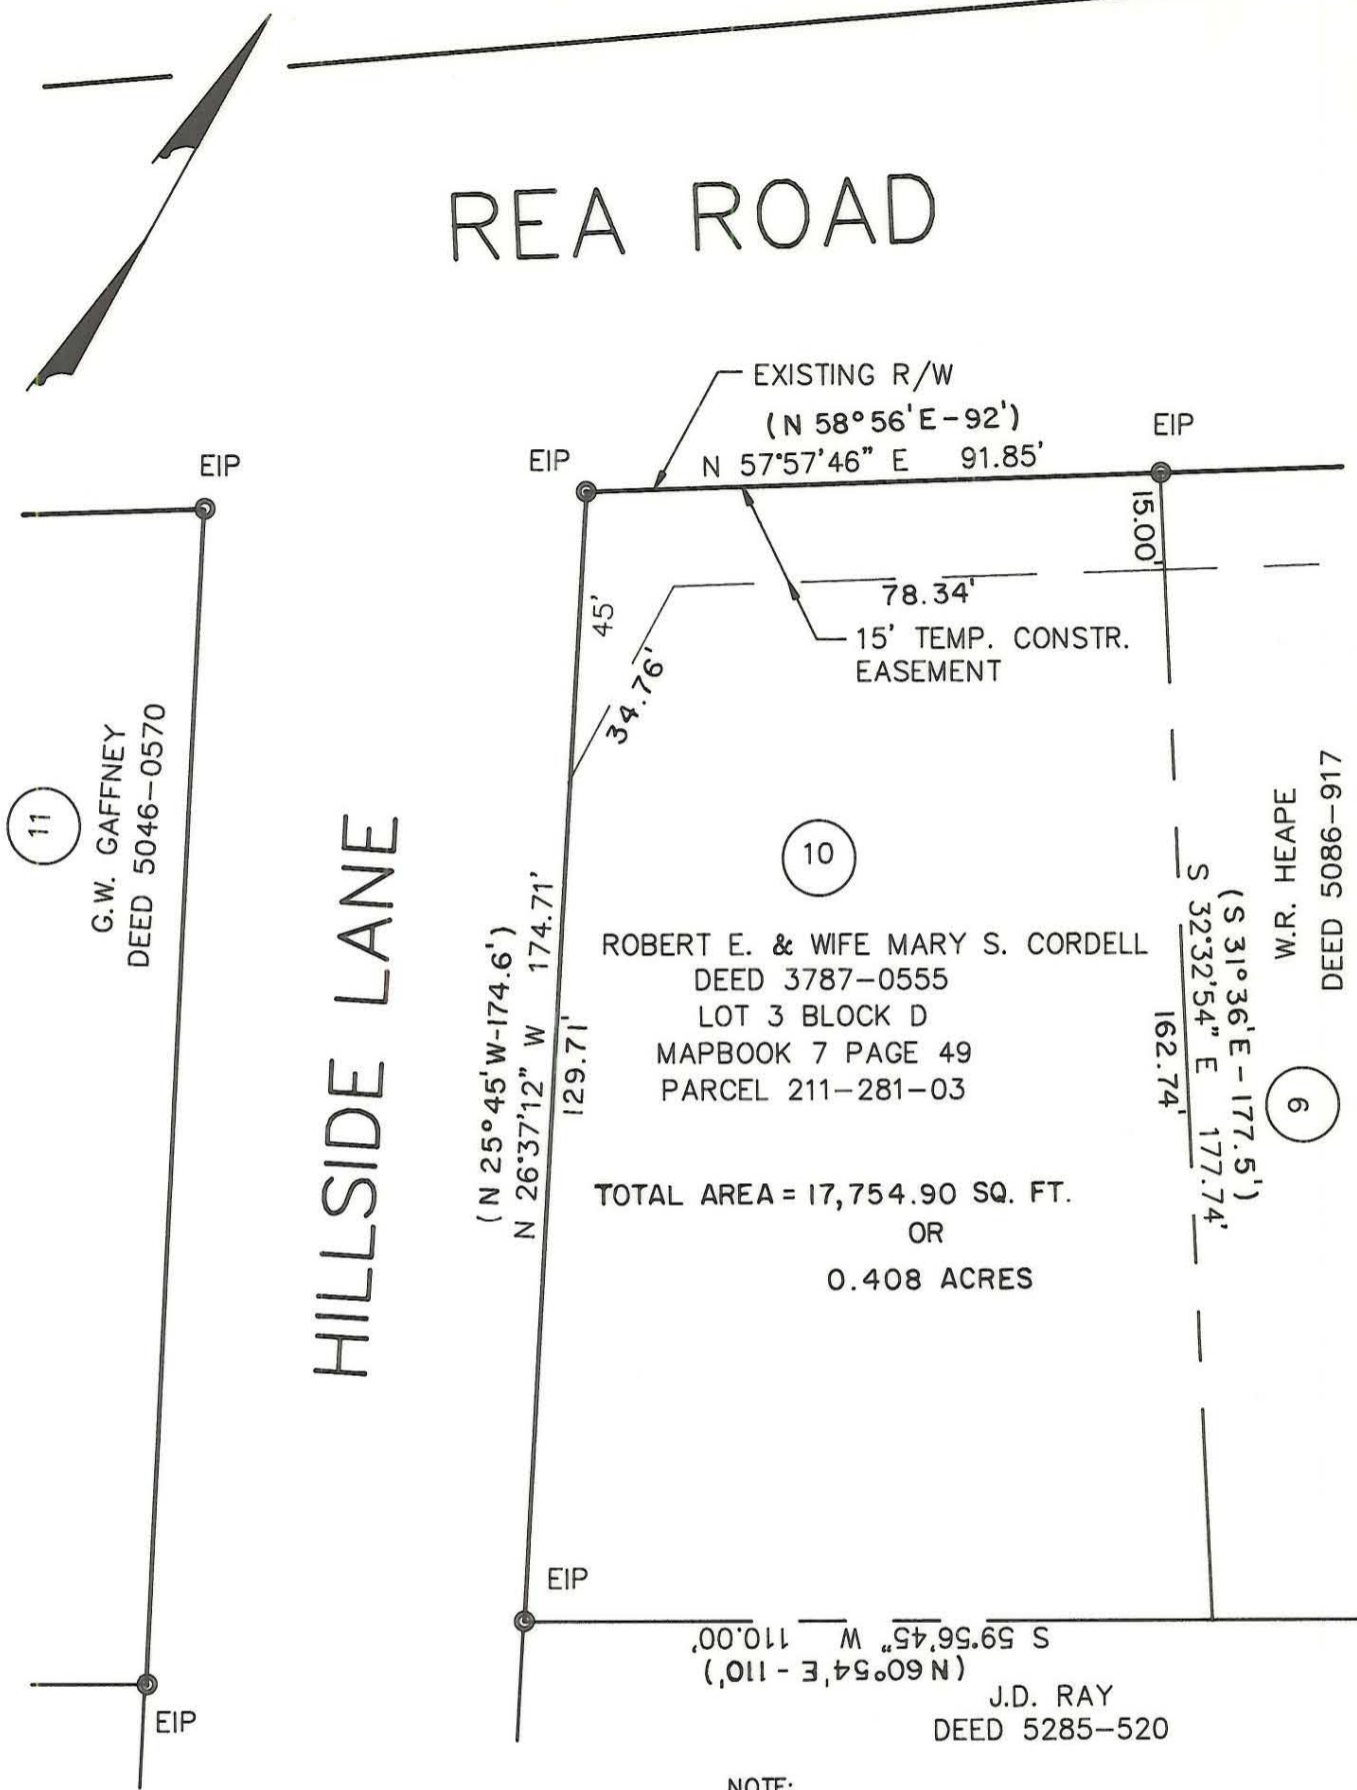 REA ROAD
EXISTING R/W
(N 58°56'E-92')
N 57°57'46" E 91.85'
EIP
EIP
EIP
15.00'
45'
34.76'
78.34'
15' TEMP. CONSTR.
EASEMENT
11
G.W. GAFFNEY
DEED 5046-0570
HILLSIDE LANE
(N 25°45'W-174.6')
N 26°37'12" W 174.71'
129.71'
10
ROBERT E. & WIFE MARY S. CORDELL
DEED 3787-0555
LOT 3 BLOCK D
MAPBOOK 7 PAGE 49
PARCEL 211-281-03
TOTAL AREA = 17,754.90 SQ. FT.
OR
0.408 ACRES
162.74'
S 32°32'54" E 177.74'
(S 31°36'E-177.5')
W.R. HEAPE
DEED 5086-917
6
EIP
S 59°56'45" W 110.00'
(N 60°54'E - 110')
J.D. RAY
DEED 5285-520
EIP
NOTE: